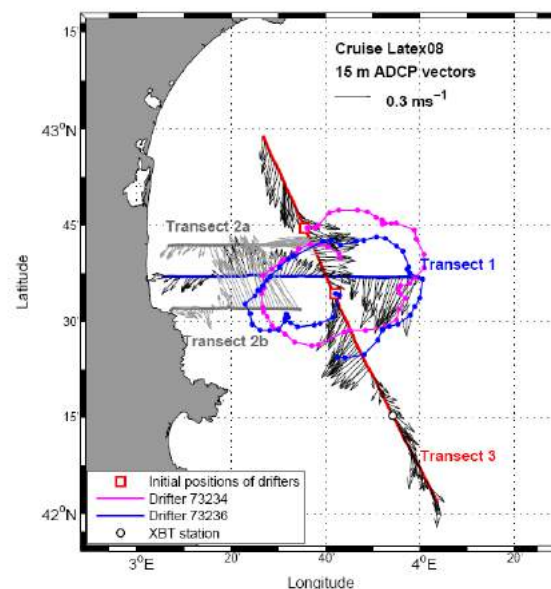 15'
Cruise Latex08
15 m ADCP vectors
0.3 ms⁻¹
43°N
45'
Transect 2a
Transect 1
Latitude
30'
Transect 2b
15'
Transect 3
Initial positions of drifters
Drifter 73234
Drifter 73236
XBT station
42°N
3°E
20'
40'
4°E
20'
Longitude